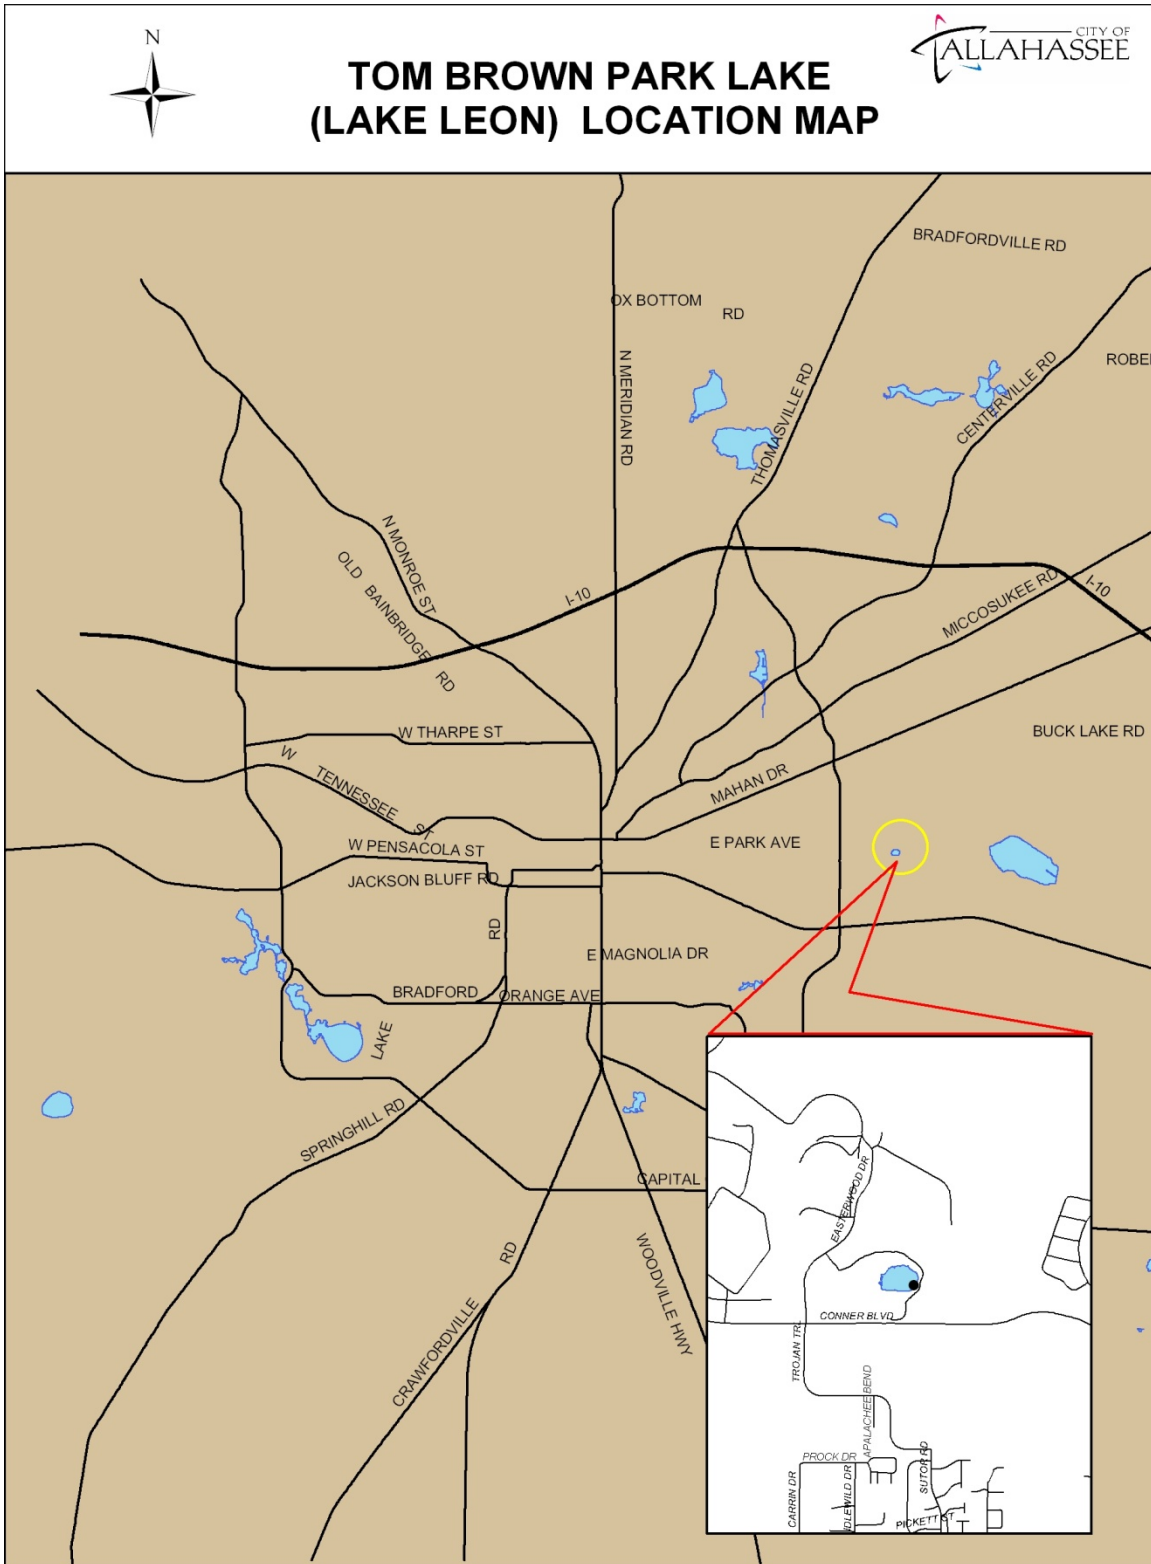 N
CITY OF
TALLAHASSEE
TOM BROWN PARK LAKE
(LAKE LEON) LOCATION MAP
BRADFORDVILLE RD
OX BOTTOM
RD
N MERIDIAN RD
THOMASVILLE RD
CENTERVILLE RD
ROBE
N MONROE ST
OLD BAINBRIDGE RD
I-10
I-10
MICCOSUKEE RD
W THARPE ST
BUCK LAKE RD
W TENNESSEE ST
MAHAN DR
W PENSACOLA ST
E PARK AVE
JACKSON BLUFF RD
RD
E MAGNOLIA DR
BRADFORD
ORANGE AVE
LAKE
SPRINGHILL RD
CAPITAL
WOODVILLE HWY
CRAWFORDVILLE RD
EASTERWOOD DR
CONNER BLVD
TROJAN TRL
APALACHEE BEND
PROCK DR
CARRIN DR
IDLEWILD DR
SUTOR RD
PICKETT ST